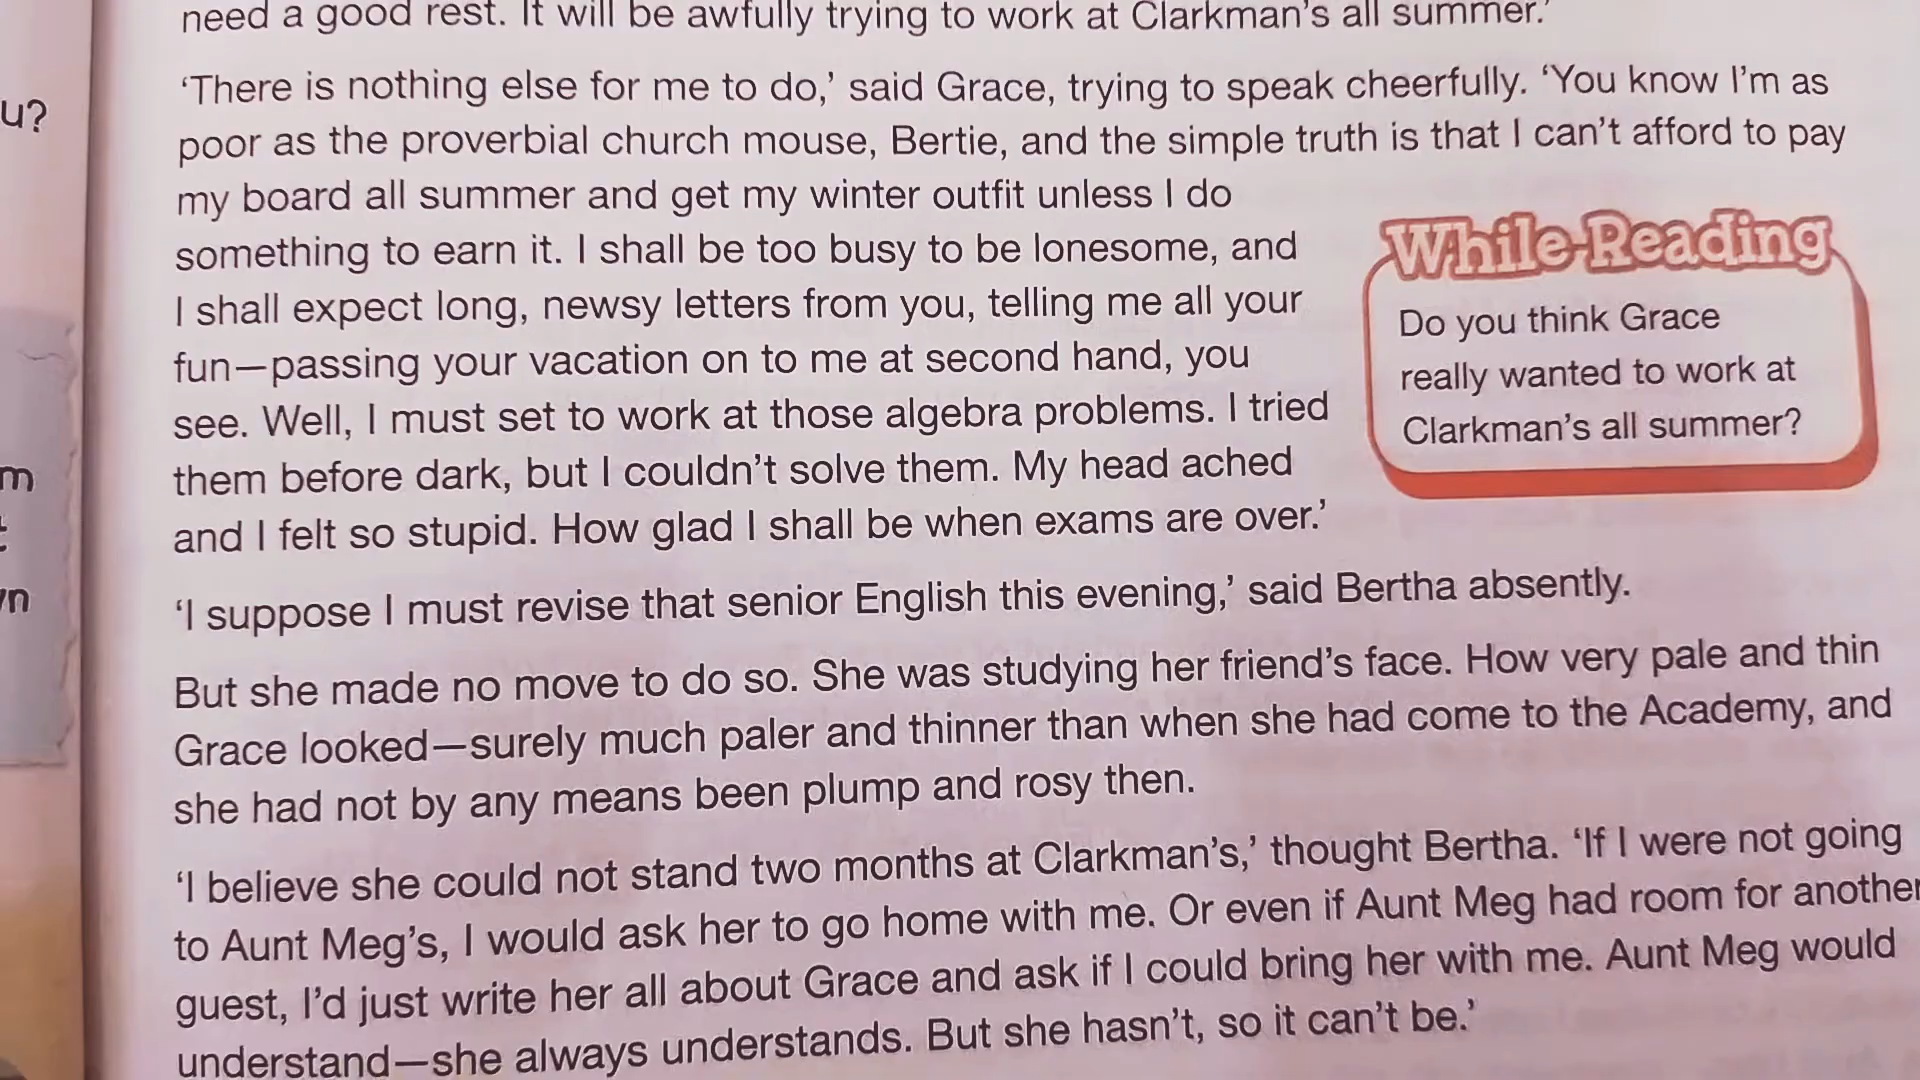 need a good rest. It will be awfully trying to work at Clarkman's all summer.'
'There is nothing else for me to do,' said Grace, trying to speak cheerfully. 'You know I'm as
poor as the proverbial church mouse, Bertie, and the simple truth is that I can't afford to pay
my board all summer and get my winter outfit unless I do
something to earn it. I shall be too busy to be lonesome, and
I shall expect long, newsy letters from you, telling me all your
fun—passing your vacation on to me at second hand, you
see. Well, I must set to work at those algebra problems. I tried
them before dark, but I couldn't solve them. My head ached
and I felt so stupid. How glad I shall be when exams are over.'
While-Reading
Do you think Grace
really wanted to work at
Clarkman's all summer?
'I suppose I must revise that senior English this evening,' said Bertha absently.
But she made no move to do so. She was studying her friend's face. How very pale and thin
Grace looked—surely much paler and thinner than when she had come to the Academy, and
she had not by any means been plump and rosy then.
'I believe she could not stand two months at Clarkman's,' thought Bertha. 'If I were not going
to Aunt Meg's, I would ask her to go home with me. Or even if Aunt Meg had room for another
guest, I'd just write her all about Grace and ask if I could bring her with me. Aunt Meg would
understand—she always understands. But she hasn't, so it can't be.'